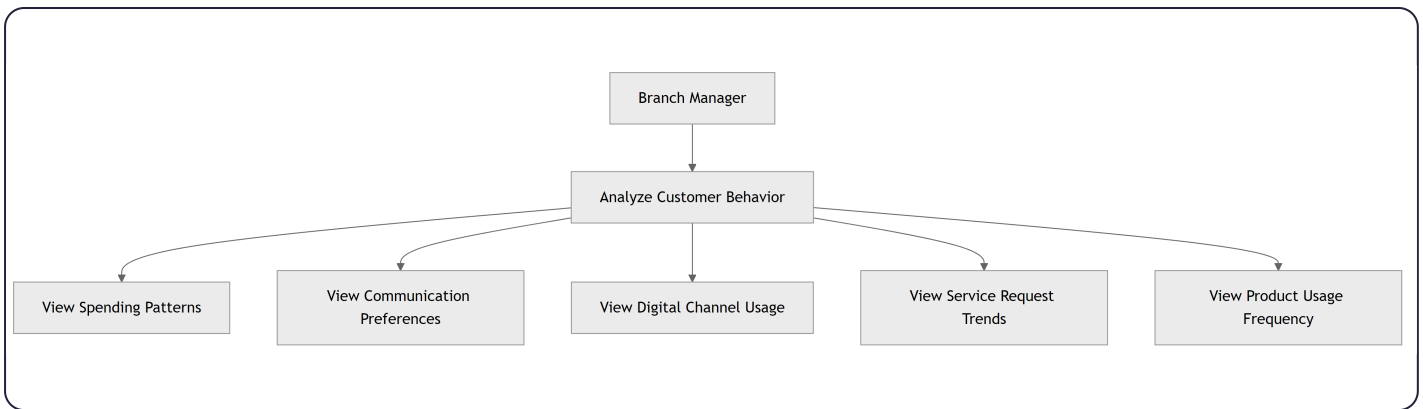 Branch Manager
Analyze Customer Behavior
View Spending Patterns
View Communication
Preferences
View Digital Channel Usage
View Service Request
Trends
View Product Usage
Frequency